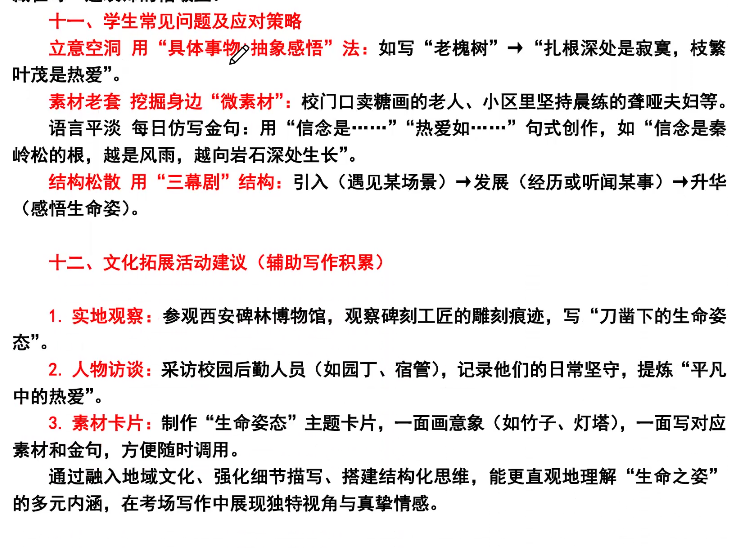 十一、学生常见问题及应对策略
立意空洞 用“具体事物 抽象感悟”法：如写“老槐树”→“扎根深处是寂寞，枝繁
叶茂是热爱”。
素材老套 挖掘身边“微素材”：校门口卖糖画的老人、小区里坚持晨练的聋哑夫妇等。
语言平淡 每日仿写金句：用“信念是……”“热爱如……”句式创作，如“信念是秦
岭松的根，越是风雨，越向岩石深处生长”。
结构松散 用“三幕剧”结构：引入（遇见某场景）→发展（经历或听闻某事）→升华
（感悟生命姿）。
十二、文化拓展活动建议（辅助写作积累）
1. 实地观察：参观西安碑林博物馆，观察碑刻工匠的雕刻痕迹，写“刀凿下的生命姿
态”。
2. 人物访谈：采访校园后勤人员（如园丁、宿管），记录他们的日常坚守，提炼“平凡
中的热爱”。
3. 素材卡片：制作“生命姿态”主题卡片，一面画意象（如竹子、灯塔），一面写对应
素材和金句，方便随时调用。
通过融入地域文化、强化细节描写、搭建结构化思维，能更直观地理解“生命之姿”
的多元内涵，在考场写作中展现独特视角与真挚情感。